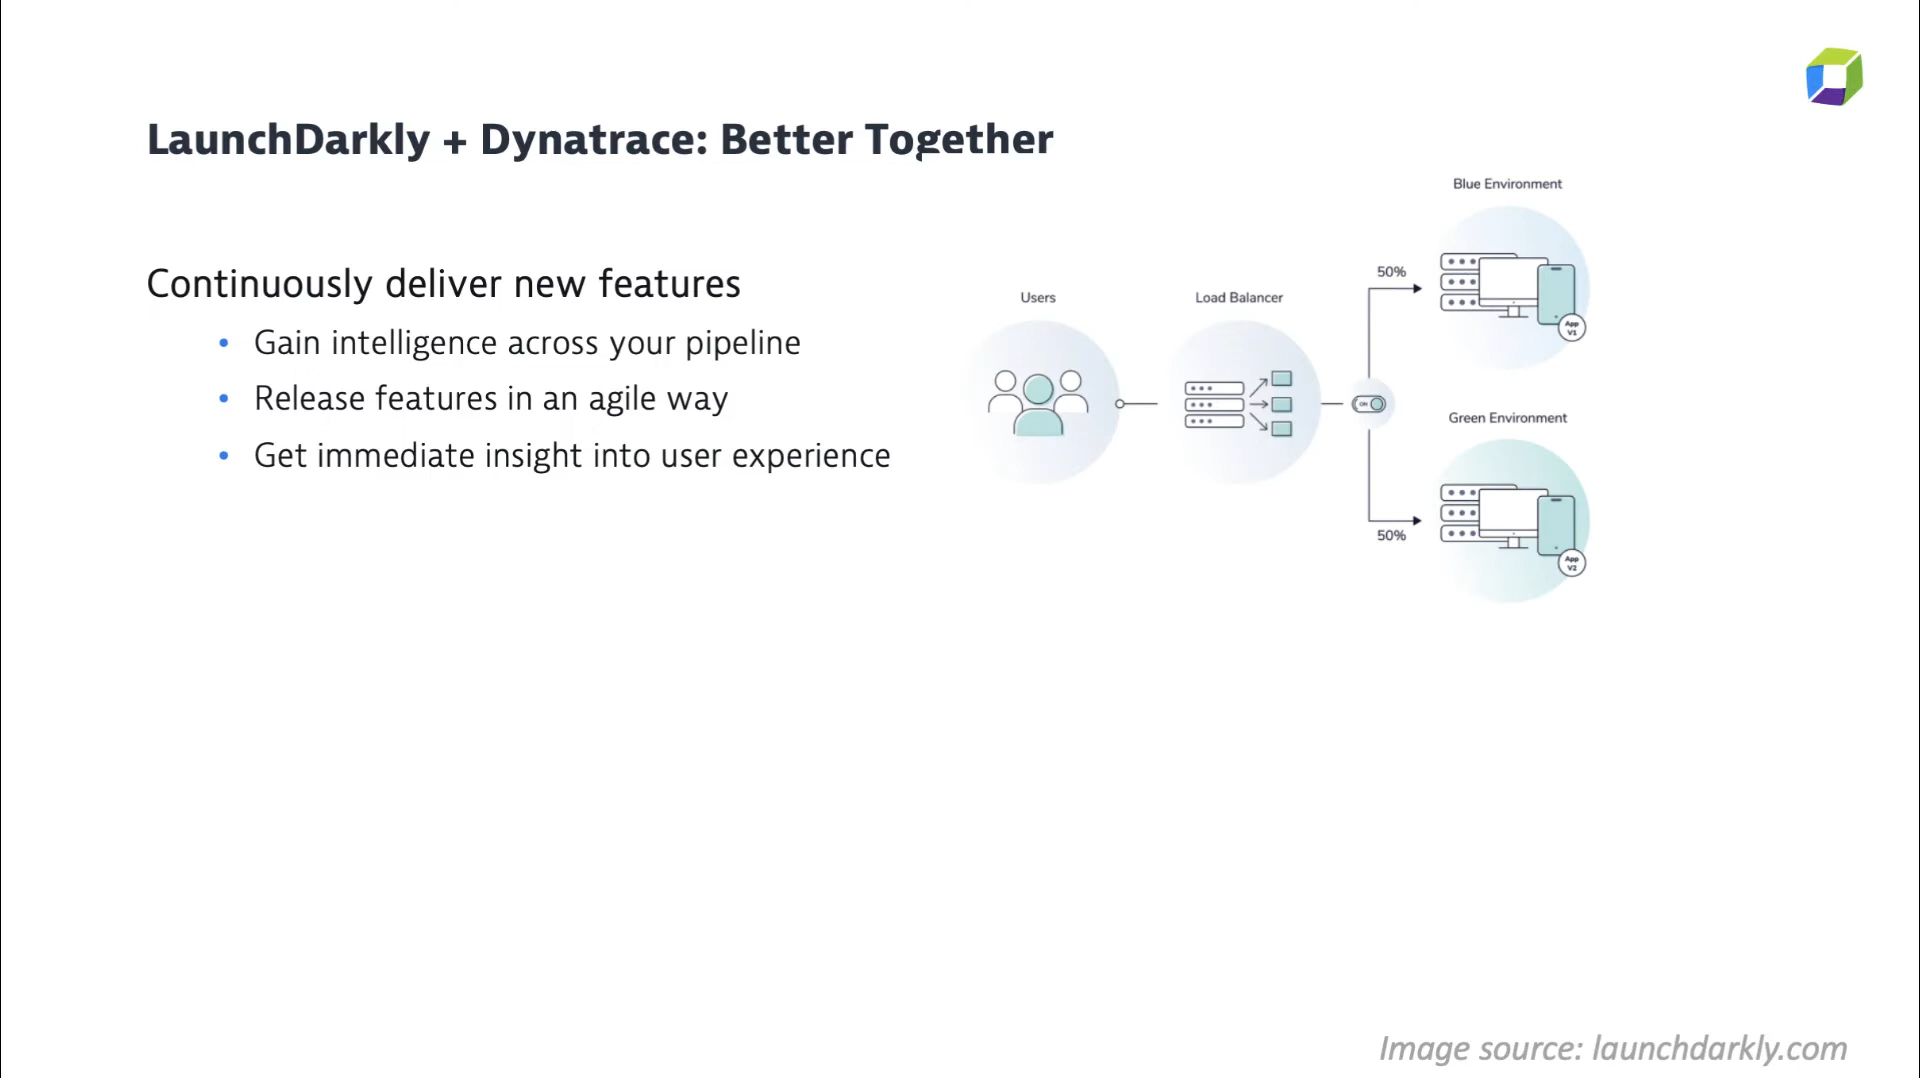 LaunchDarkly + Dynatrace: Better Together
Continuously deliver new features
• Gain intelligence across your pipeline
• Release features in an agile way
• Get immediate insight into user experience
Users
Load Balancer
ON
50%
50%
Blue Environment
App
V1
Green Environment
App
V2
Image source: launchdarkly.com